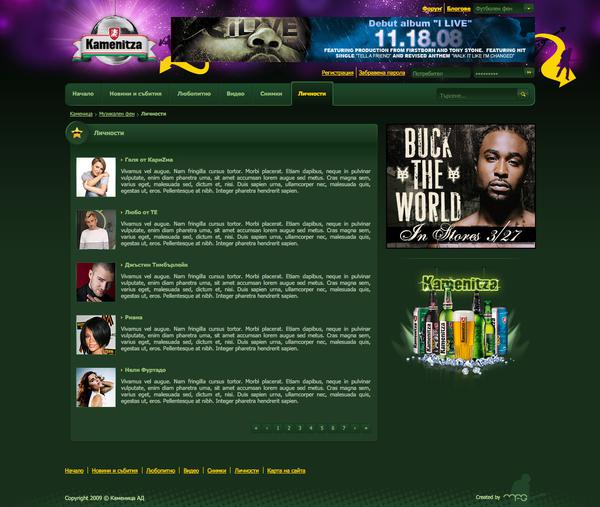 Форум | Блогове
Футболен фен
Kamenitza
ILIVE
Debut album "I LIVE"
11.18.08
FEATURING PRODUCTION FROM FIRSTBORN AND TONY STONE. FEATURING HIT
SINGLE "TELLA FRIEND" AND REVISED ANTHEM "WALK IT LIKE I'M CHANGED"
Регистрация | Забравена парола
Потребител
Начало
Новини и събития
Любопитно
Видео
Снимки
Личности
Търсене...
Каменица > Музикален фен > Личности
Личности
Галя от КариZма
Vivamus vel augue. Nam fringilla cursus tortor. Morbi placerat. Etiam dapibus, neque in pulvinar
vulputate, enim diam pharetra urna, sit amet accumsan lorem augue sed metus. Cras magna sem,
varius eget, malesuada sed, dictum et, nisi. Duis sapien urna, ullamcorper nec, malesuada quis,
egestas ut, eros. Pellentesque at nibh. Integer pharetra hendrerit sapien.
Любо от ТЕ
Vivamus vel augue. Nam fringilla cursus tortor. Morbi placerat. Etiam dapibus, neque in pulvinar
vulputate, enim diam pharetra urna, sit amet accumsan lorem augue sed metus. Cras magna sem,
varius eget, malesuada sed, dictum et, nisi. Duis sapien urna, ullamcorper nec, malesuada quis,
egestas ut, eros. Pellentesque at nibh. Integer pharetra hendrerit sapien.
Джъстин Тимбърлейк
Vivamus vel augue. Nam fringilla cursus tortor. Morbi placerat. Etiam dapibus, neque in pulvinar
vulputate, enim diam pharetra urna, sit amet accumsan lorem augue sed metus. Cras magna sem,
varius eget, malesuada sed, dictum et, nisi. Duis sapien urna, ullamcorper nec, malesuada quis,
egestas ut, eros. Pellentesque at nibh. Integer pharetra hendrerit sapien.
Риана
Vivamus vel augue. Nam fringilla cursus tortor. Morbi placerat. Etiam dapibus, neque in pulvinar
vulputate, enim diam pharetra urna, sit amet accumsan lorem augue sed metus. Cras magna sem,
varius eget, malesuada sed, dictum et, nisi. Duis sapien urna, ullamcorper nec, malesuada quis,
egestas ut, eros. Pellentesque at nibh. Integer pharetra hendrerit sapien.
Нели Фуртадо
Vivamus vel augue. Nam fringilla cursus tortor. Morbi placerat. Etiam dapibus, neque in pulvinar
vulputate, enim diam pharetra urna, sit amet accumsan lorem augue sed metus. Cras magna sem,
varius eget, malesuada sed, dictum et, nisi. Duis sapien urna, ullamcorper nec, malesuada quis,
egestas ut, eros. Pellentesque at nibh. Integer pharetra hendrerit sapien.
« ‹ 1 2 3 4 5 6 7 › »
BUCK
THE
WORLD
In Stores 3/27
Kamenitza
Начало | Новини и събития | Любопитно | Видео | Снимки | Личности | Карта на сайта
Copyright 2009 © Каменица АД
Created by